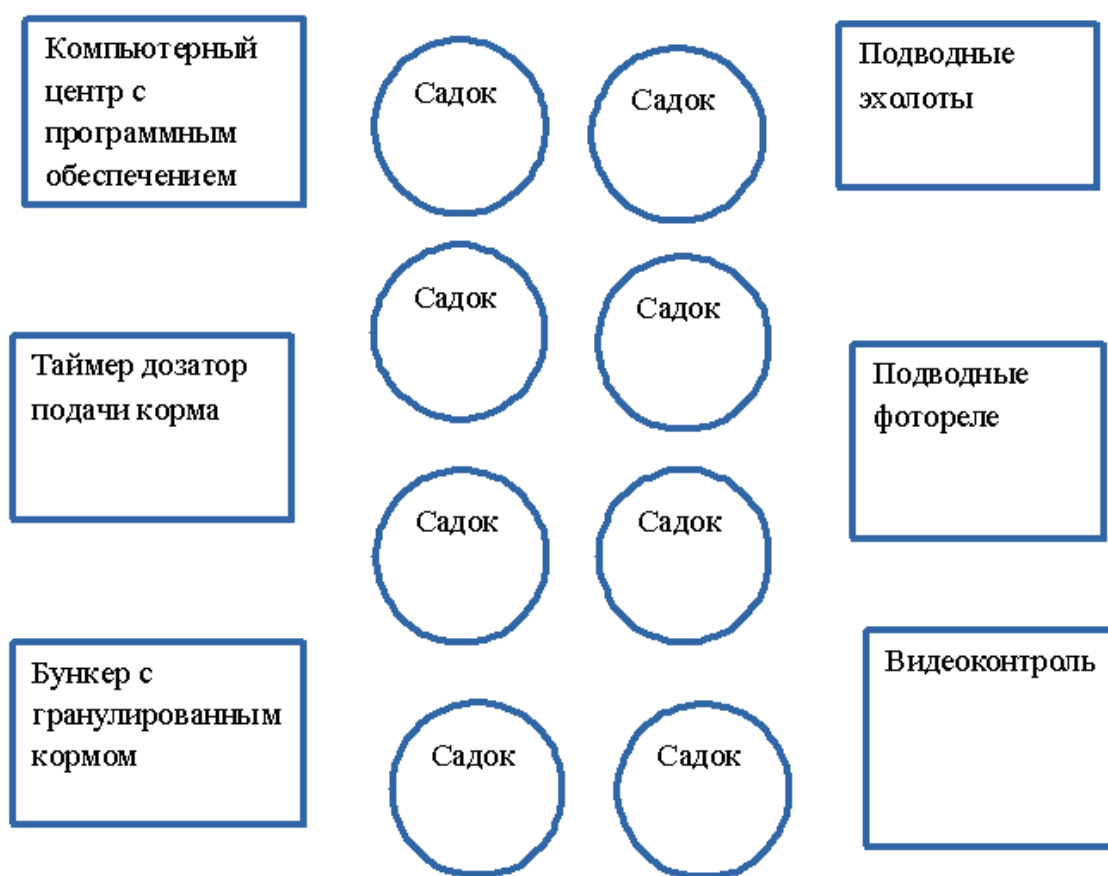 Компьютерный
центр с
программным
обеспечением
Садок
Садок
Подводные
эхолоты
Садок
Садок
Таймер дозатор
подачи корма
Подводные
фотореле
Садок
Садок
Бункер с
гранулированным
кормом
Садок
Садок
Видеоконтроль